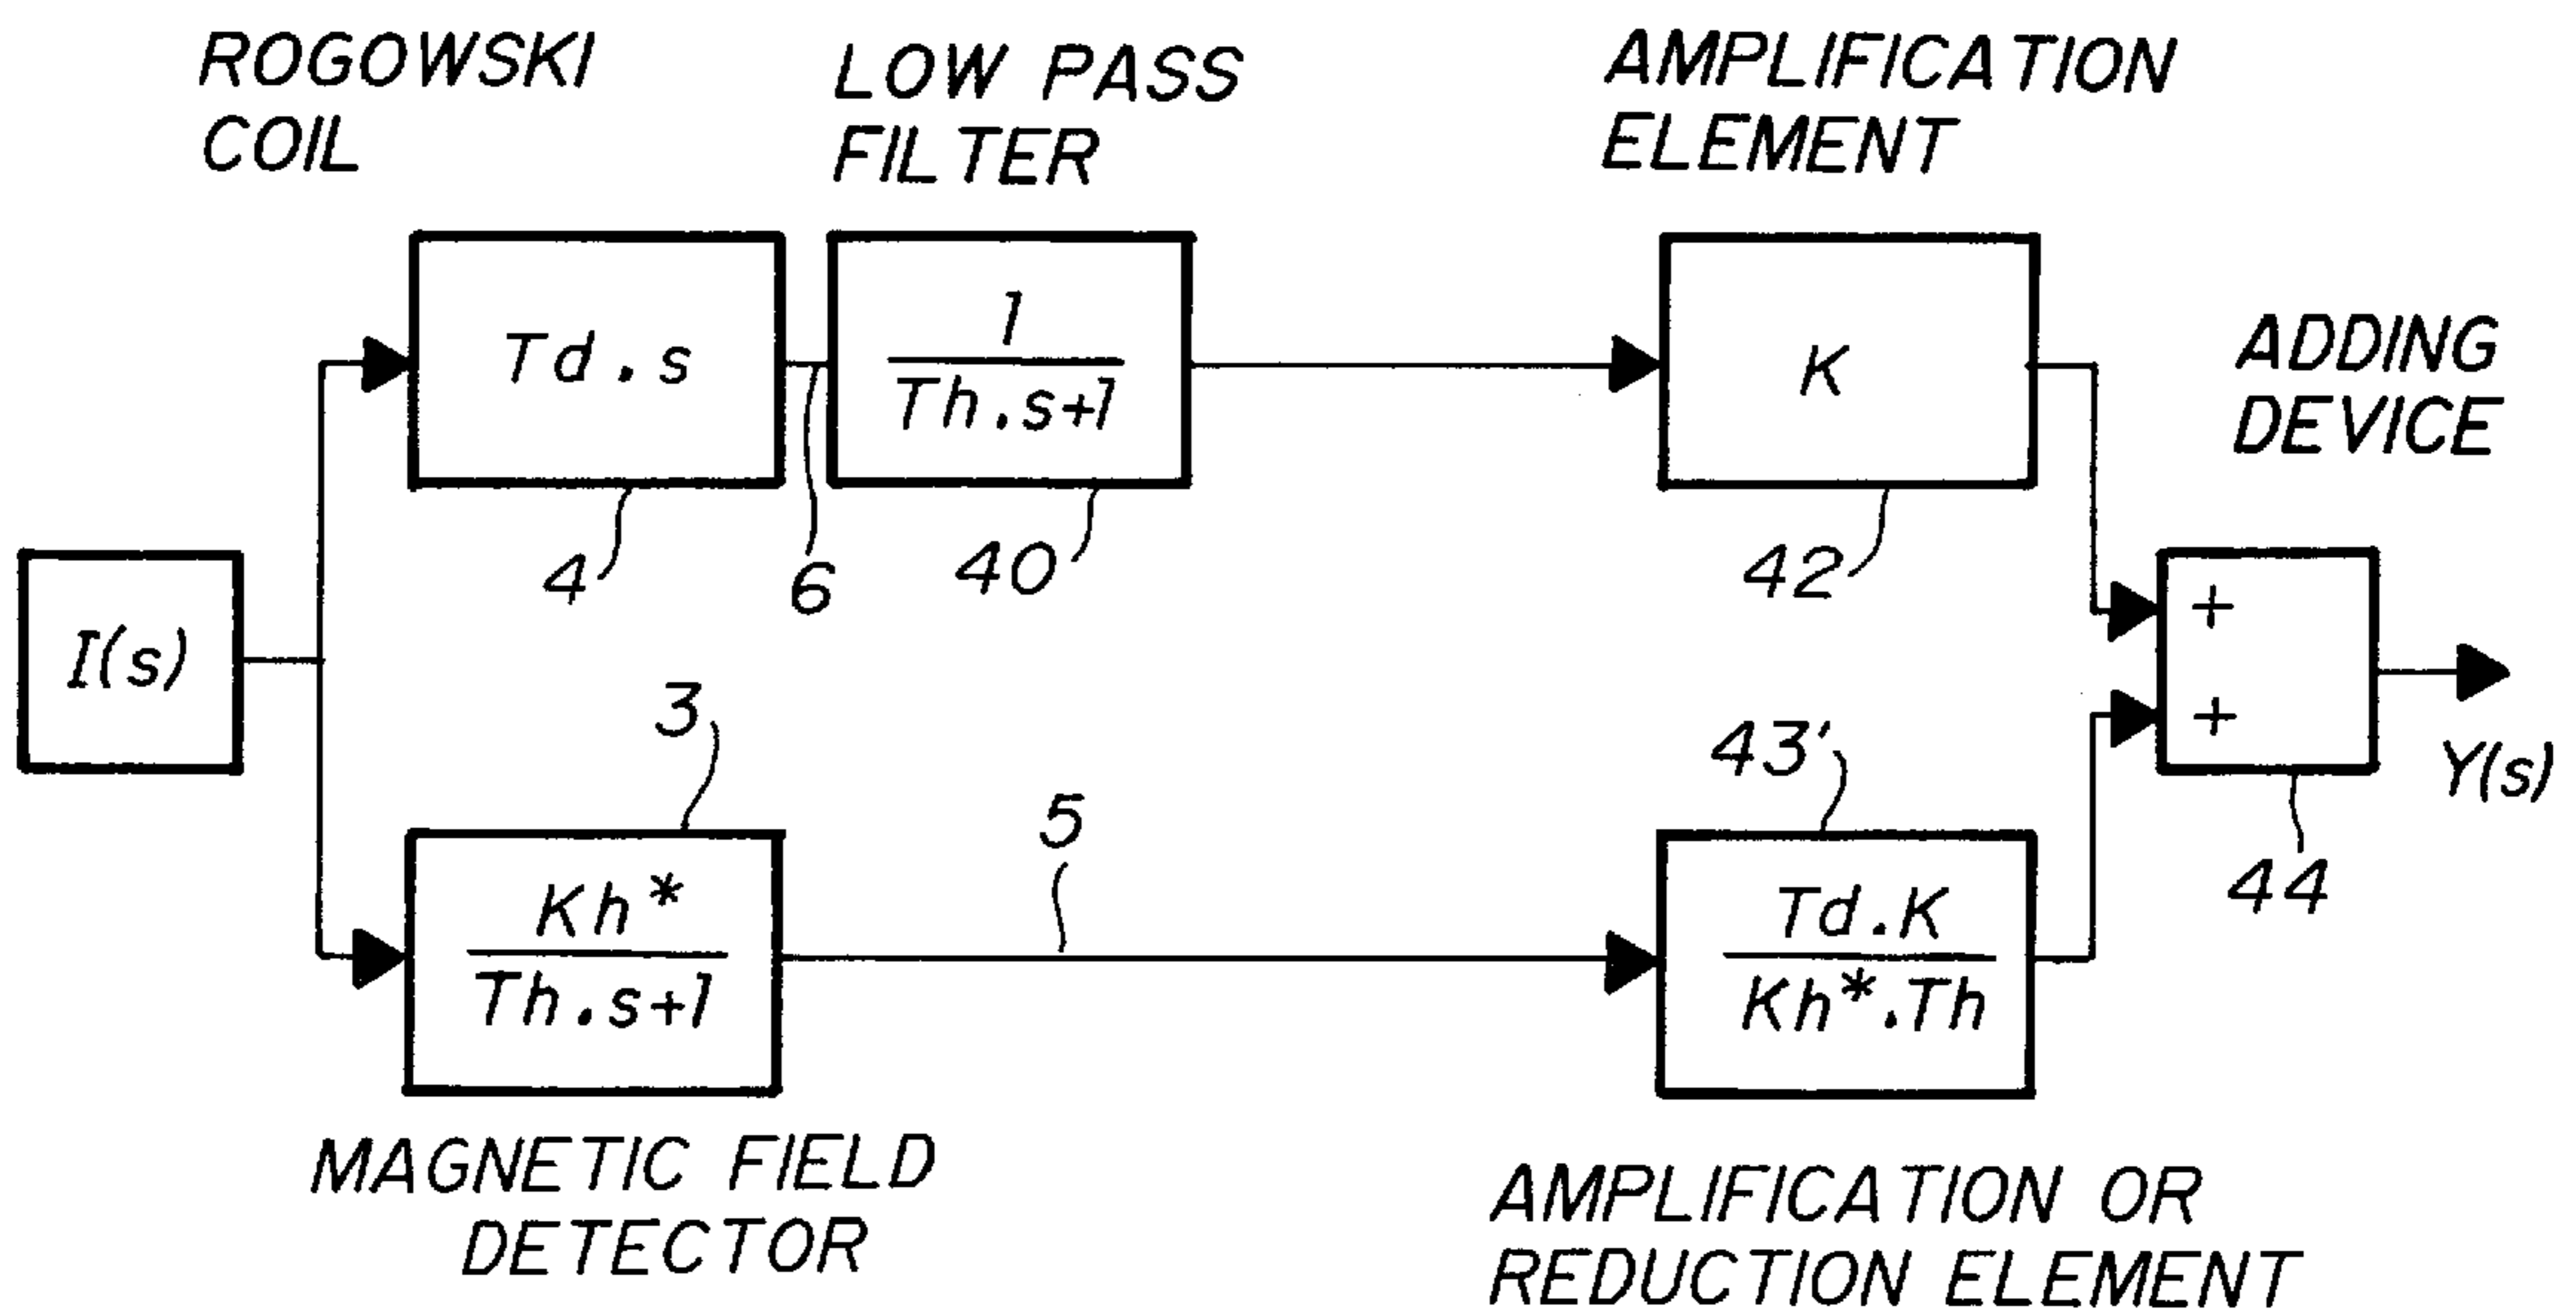 ROGOWSKI
COIL
LOW PASS
FILTER
AMPLIFICATION
ELEMENT
Td.s
1
Th.s+1
K
ADDING
DEVICE
4
6
40
42
I(s)
+
+
Y(s)
44
3
5
43'
Kh*
Th.s+1
Td.K
Kh*.Th
MAGNETIC FIELD
DETECTOR
AMPLIFICATION OR
REDUCTION ELEMENT